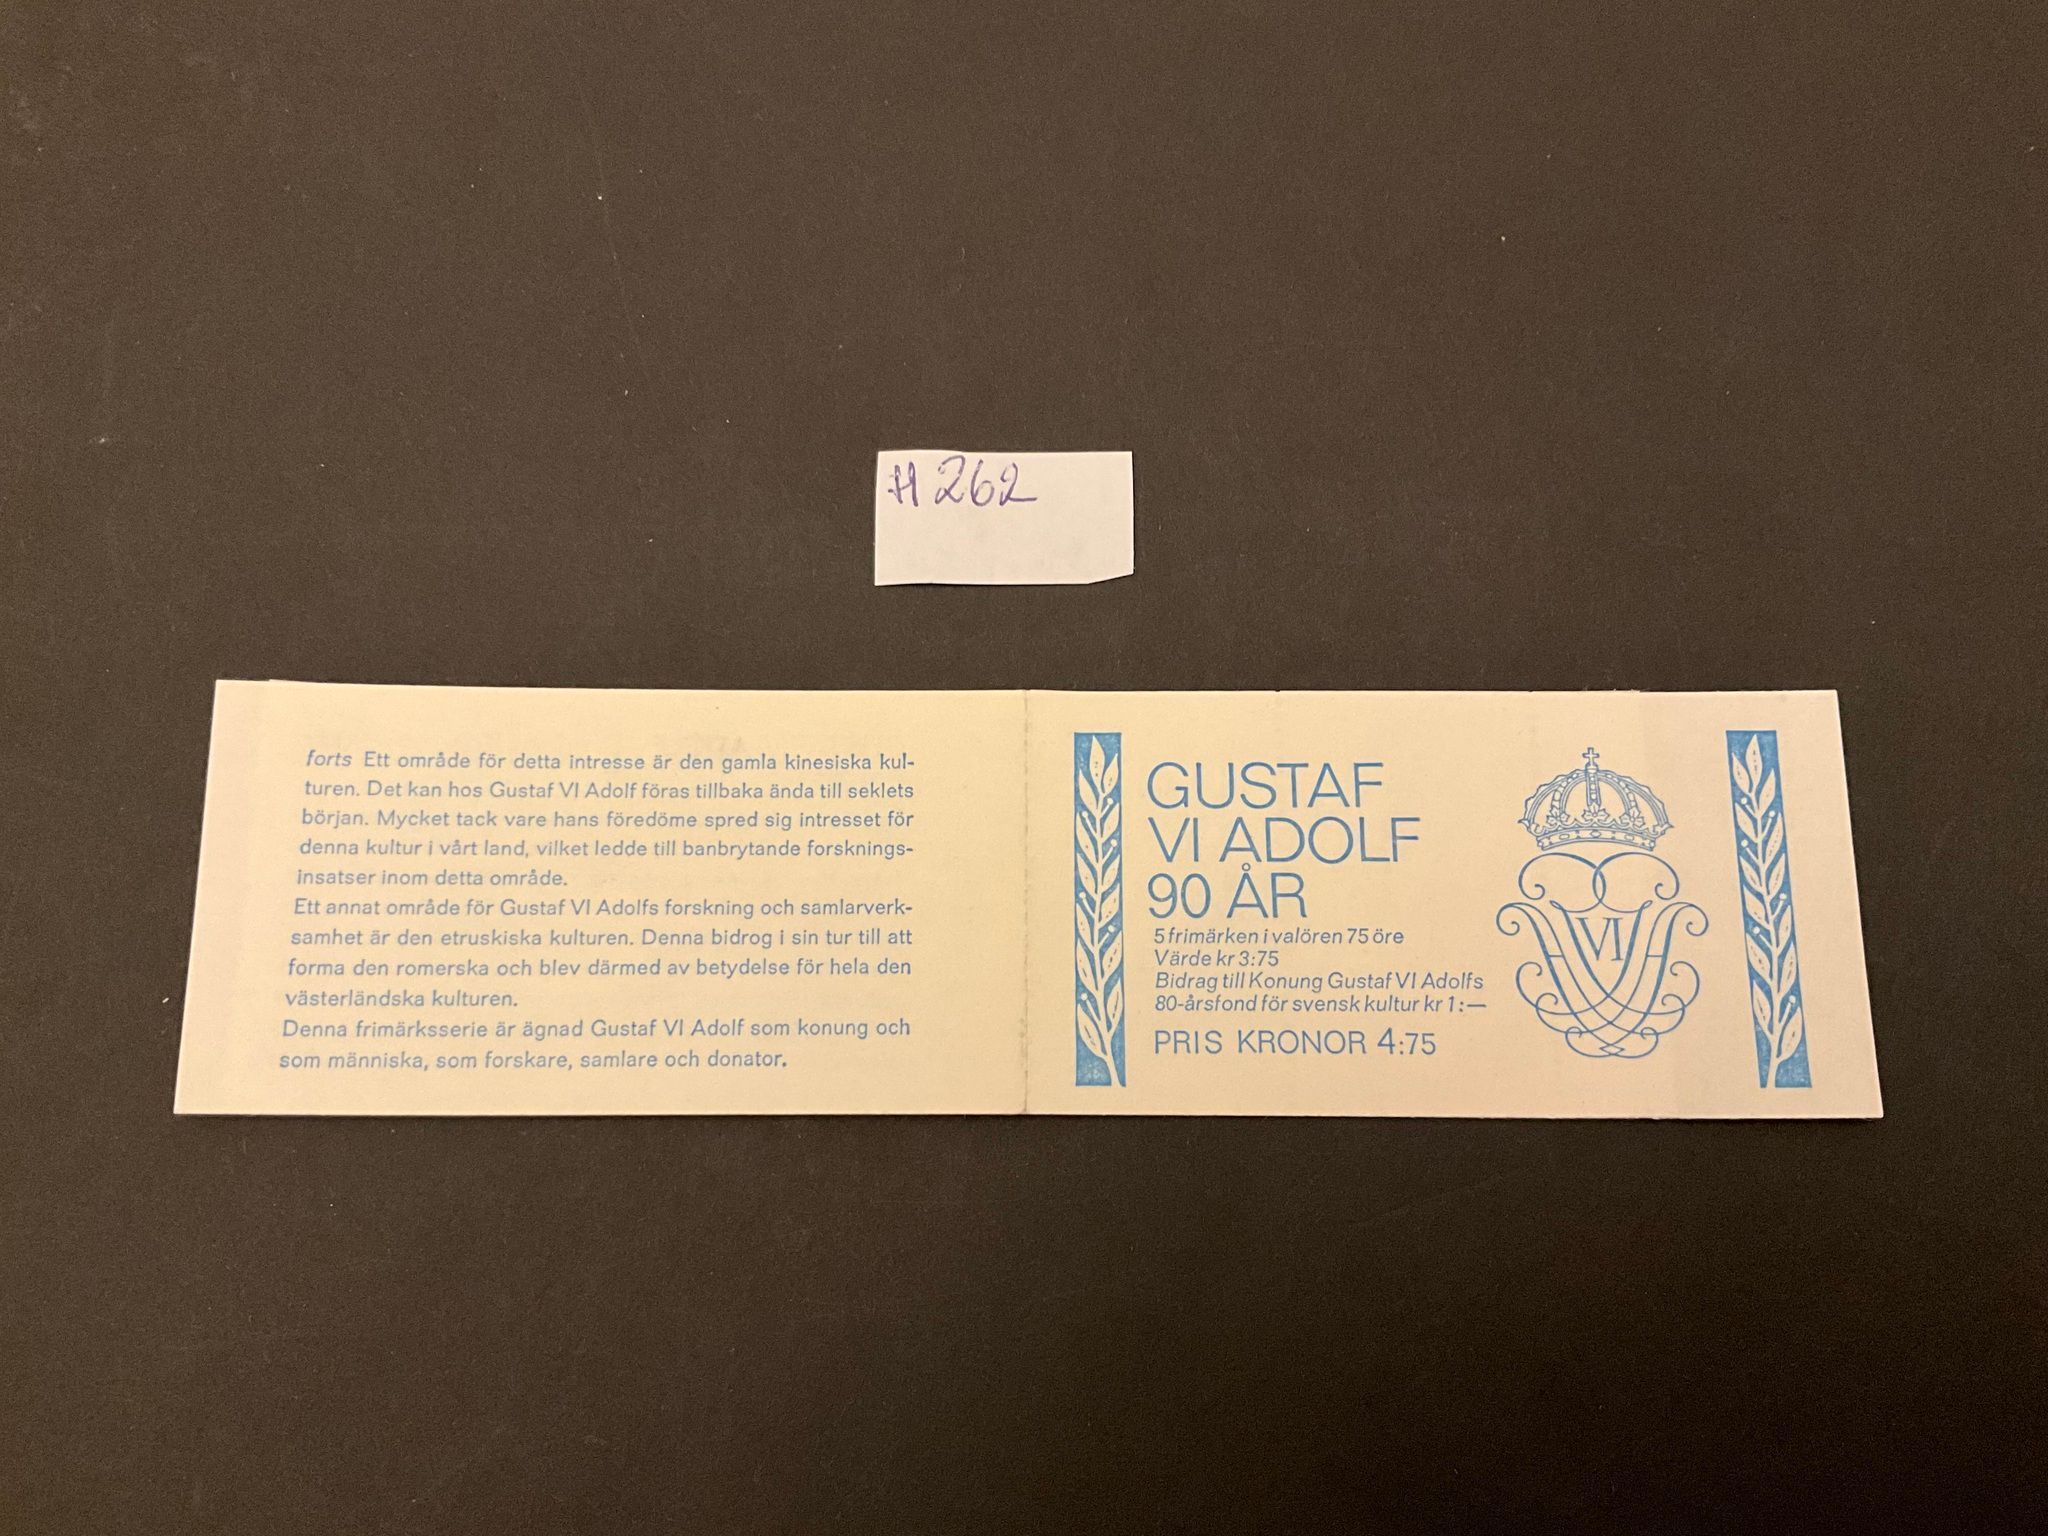 H 262
forts Ett område för detta intresse är den gamla kinesiska kul-
turen. Det kan hos Gustaf VI Adolf föras tillbaka ända till seklets
början. Mycket tack vare hans föredöme spred sig intresset för
denna kultur i vårt land, vilket ledde till banbrytande forsknings-
insatser inom detta område.
Ett annat område för Gustaf VI Adolfs forskning och samlarverk-
samhet är den etruskiska kulturen. Denna bidrog i sin tur till att
forma den romerska och blev därmed av betydelse för hela den
västerländska kulturen.
Denna frimärksserie är ägnad Gustaf VI Adolf som konung och
som människa, som forskare, samlare och donator.
GUSTAF
VI ADOLF
90 ÅR
5 frimärken i valören 75 öre
Värde kr 3:75
Bidrag till Konung Gustaf VI Adolfs
80-årsfond för svensk kultur kr 1:—
PRIS KRONOR 4:75
VI